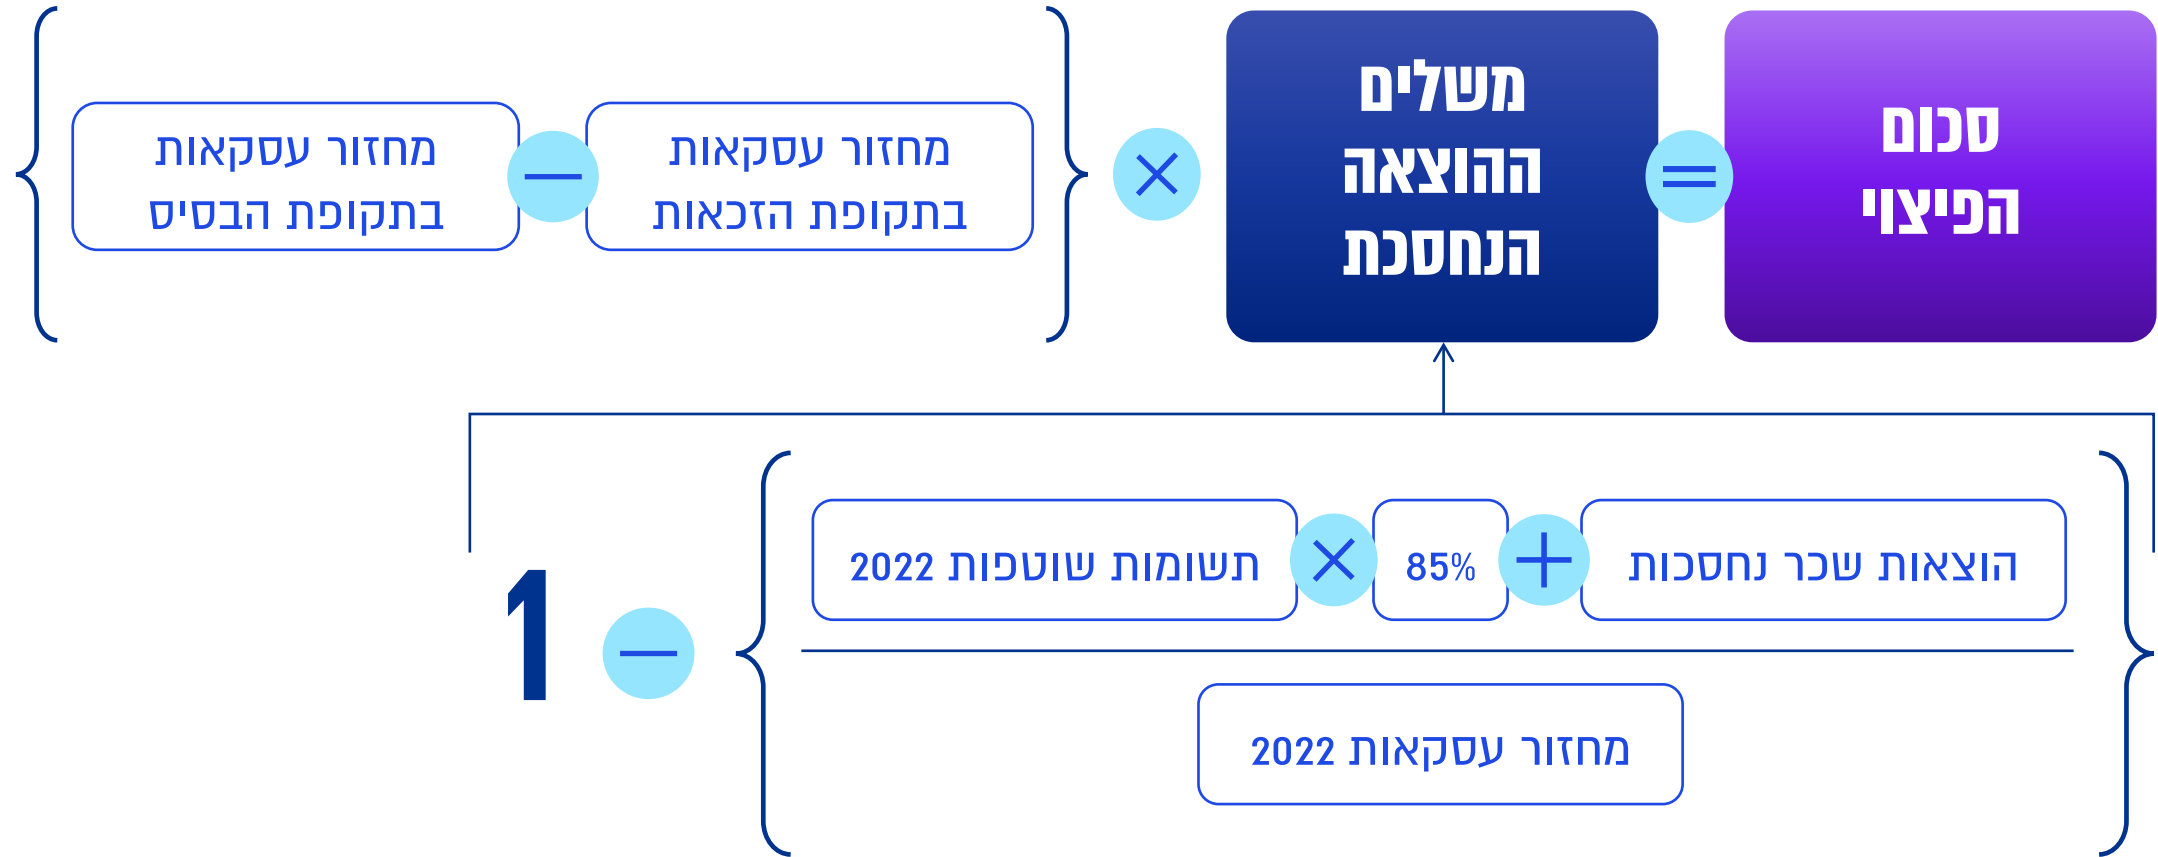 סכום
הפיצוי
=
משלים
ההוצאה
הנחסכת
×
מחזור עסקאות
בתקופת הזכאות
−
מחזור עסקאות
בתקופת הבסיס
1 −
הוצאות שכר נחסכות + 85% × תשומות שוטפות 2022
מחזור עסקאות 2022